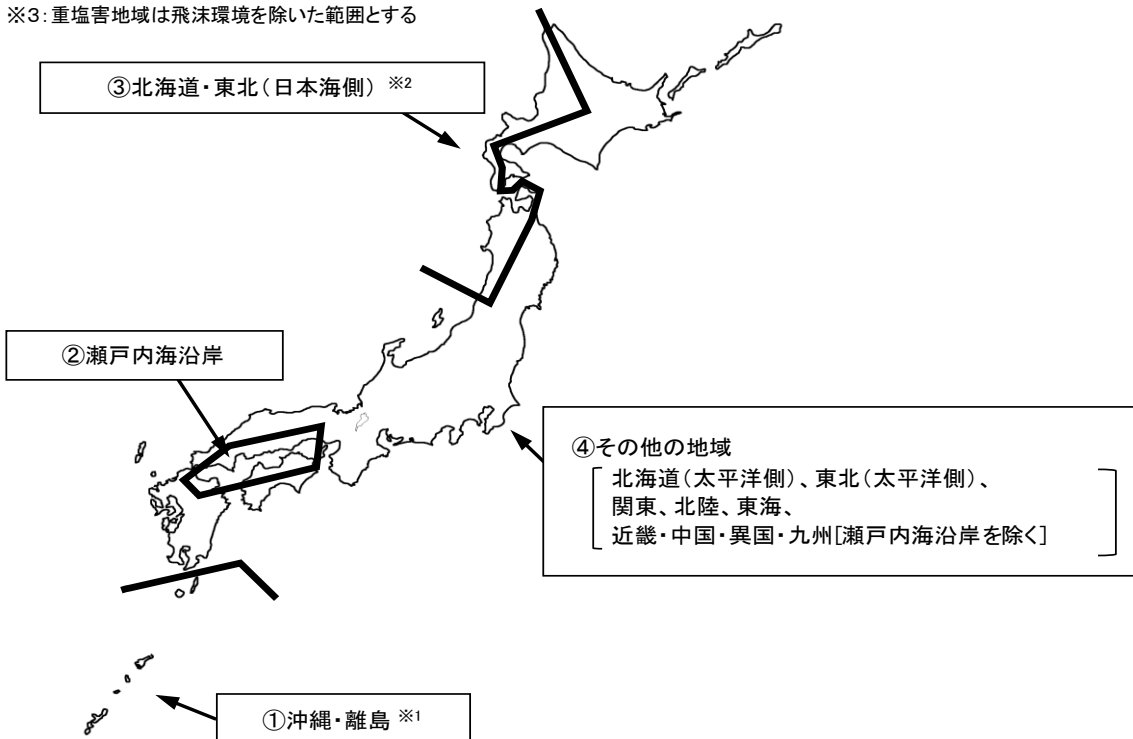 ※3：重塩害地域は飛沫環境を除いた範囲とする
③北海道・東北（日本海側） ※2
②瀬戸内海沿岸
④その他の地域
北海道（太平洋側）、東北（太平洋側）、
関東、北陸、東海、
近畿・中国・異国・九州[瀬戸内海沿岸を除く]
①沖縄・離島 ※1